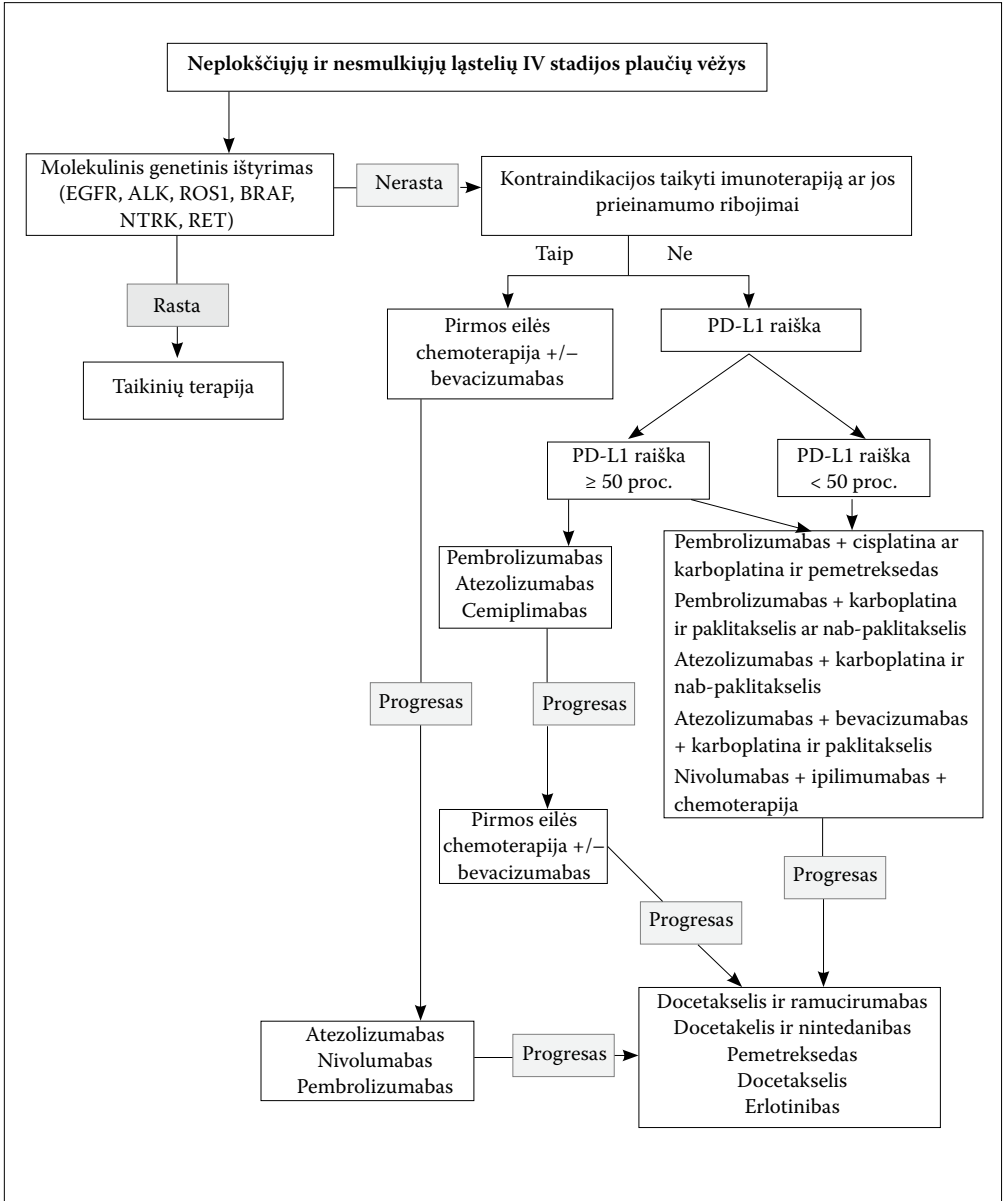 Neplokščiųjų ir nesmulkiųjų ląstelių IV stadijos plaučių vėžys
Molekulinis genetinis ištyrimas
(EGFR, ALK, ROS1, BRAF,
NTRK, RET)
Nerasta
Kontraindikacijos taikyti imunoterapiją ar jos
prieinamumo ribojimai
Taip
Ne
Rasta
Taikinių terapija
Pirmos eilės
chemoterapija +/–
bevacizumabas
PD-L1 raiška
PD-L1 raiška
≥ 50 proc.
PD-L1 raiška
< 50 proc.
Pembrolizumabas
Atezolizumabas
Cemiplimabas
Pembrolizumabas + cisplatina ar
karboplatina ir pemetreksedas
Pembrolizumabas + karboplatina
ir paklitakselis ar nab-paklitakselis
Atezolizumabas + karboplatina ir
nab-paklitakselis
Atezolizumabas + bevacizumabas
+ karboplatina ir paklitakselis
Nivolumabas + ipilimumabas +
chemoterapija
Progresas
Progresas
Pirmos eilės
chemoterapija +/–
bevacizumabas
Progresas
Progresas
Atezolizumabas
Nivolumabas
Pembrolizumabas
Progresas
Docetakselis ir ramucirumabas
Docetakelis ir nintedanibas
Pemetreksedas
Docetakselis
Erlotinibas